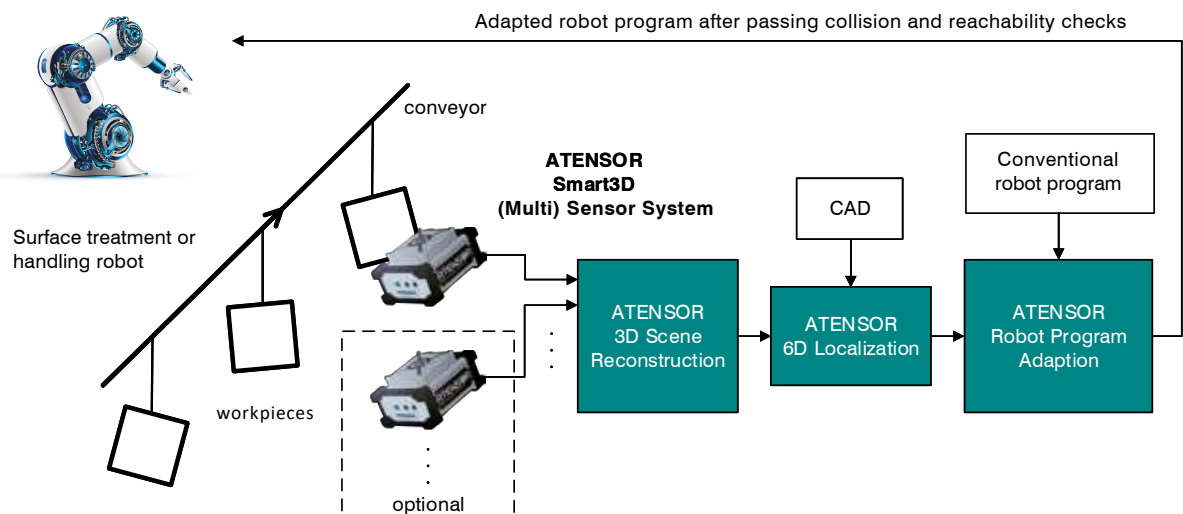 Adapted robot program after passing collision and reachability checks
conveyor
ATENSOR
Smart3D
(Multi) Sensor System
Conventional
robot program
CAD
Surface treatment or
handling robot
ATENSOR
3D Scene
Reconstruction
ATENSOR
6D Localization
ATENSOR
Robot Program
Adaption
workpieces
optional